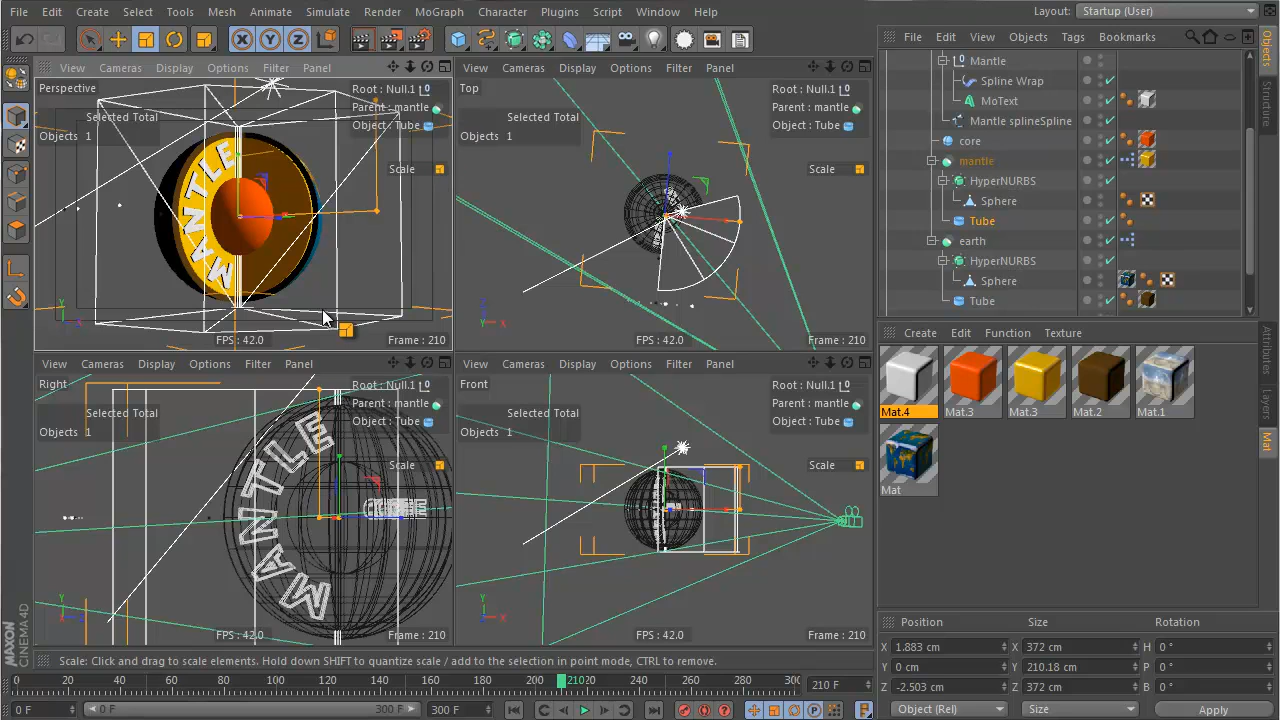 File Edit Create Select Tools Mesh Animate Simulate Render MoGraph Character Plugins Script Window Help Layout: Startup (User)
X Y Z
File Edit View Objects Tags Bookmarks
View Cameras Display Options Filter Panel
View Cameras Display Options Filter Panel
Perspective Root : Null.1
Selected Total Parent : mantle
Objects 1 Object : Tube
Scale
MANTLE
FPS : 42.0 Frame : 210
Top Root : Null.1
Selected Total Parent : mantle
Objects 1 Object : Tube
Scale
FPS : 42.0 Frame : 210
Mantle
Spline Wrap
MoText
Mantle splineSpline
core
mantle
HyperNURBS
Sphere
Tube
earth
HyperNURBS
Sphere
Tube
Objects
Structure
Create Edit Function Texture
Mat.4 Mat.3 Mat.3 Mat.2 Mat.1
Mat
Attributes
Layers
Mat
View Cameras Display Options Filter Panel
View Cameras Display Options Filter Panel
Right Root : Null.1
Selected Total Parent : mantle
Objects 1 Object : Tube
Scale
MANTLE
FPS : 42.0 Frame : 210
Front Root : Null.1
Selected Total Parent : mantle
Objects 1 Object : Tube
Scale
FPS : 42.0 Frame : 210
Position Size Rotation
X 1.883 cm X 372 cm H 0 °
Y 0 cm Y 210.18 cm P 0 °
Z -2.503 cm Z 372 cm B 0 °
Object (Rel) Size Apply
MAXON CINEMA 4D
Scale: Click and drag to scale elements. Hold down SHIFT to quantize scale / add to the selection in point mode, CTRL to remove.
0 20 40 60 80 100 120 140 160 180 200 210 220 240 260 280 30 210 F
0 F 0 F 300 F 300 F